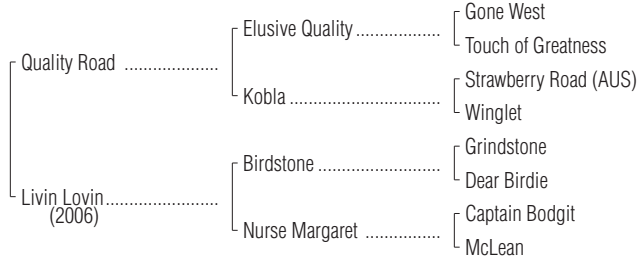 Gone West
Elusive Quality ..................
Touch of Greatness
Quality Road ....................
Strawberry Road (AUS)
Kobla ................................
Winglet
Grindstone
Birdstone ..........................
Dear Birdie
Livin Lovin........................
(2006)
Captain Bodgit
Nurse Margaret ................
McLean